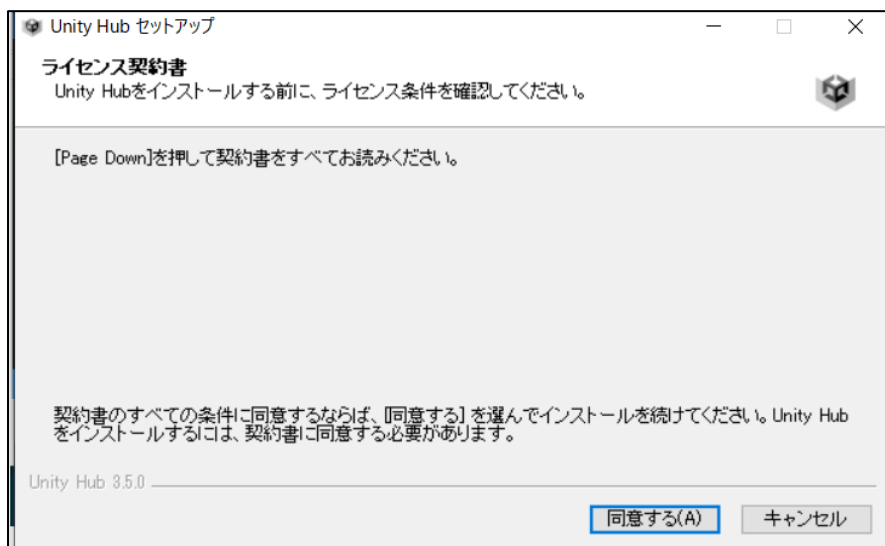 Unity Hub セットアップ
ライセンス契約書
Unity Hubをインストールする前に、ライセンス条件を確認してください。
[Page Down]を押して契約書をすべてお読みください。
契約書のすべての条件に同意するならば、[同意する] を選んでインストールを続けてください。Unity Hub
をインストールするには、契約書に同意する必要があります。
Unity Hub 3.5.0
同意する(A)
キャンセル